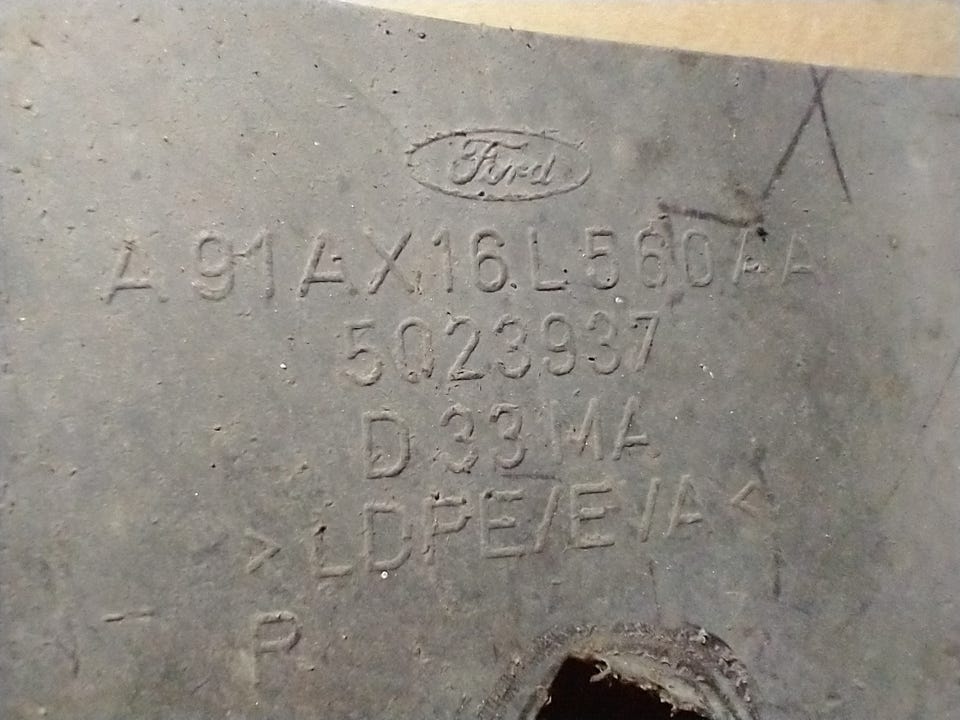 Ford
A91AX16L560AA
5023937
D33MA
>LDPE/EVA<
P